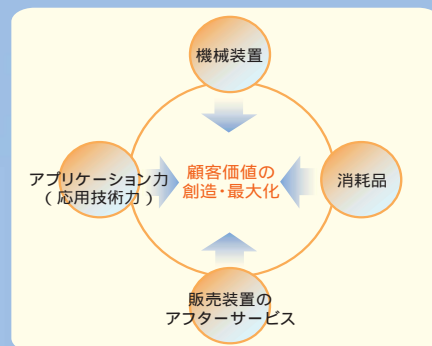 機械装置
アプリケーション力
（応用技術力）
顧客価値の
創造・最大化
消耗品
販売装置の
アフターサービス